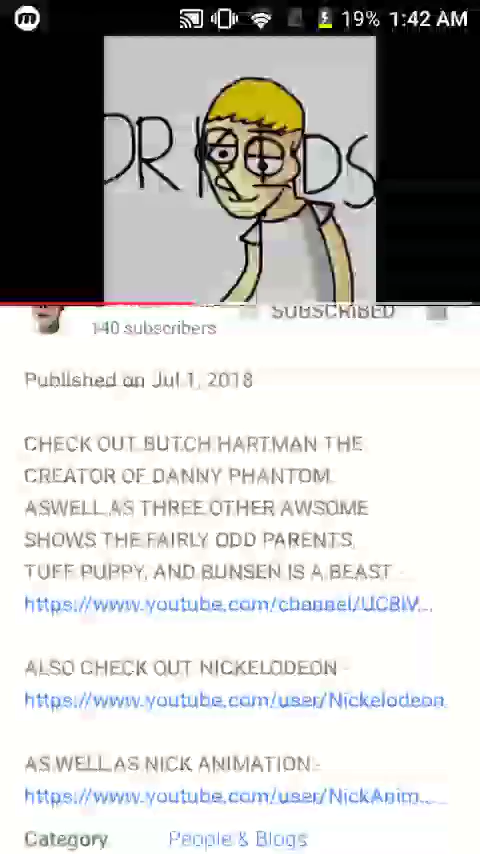 m 19% 1:42 AM
OR KIDS
SUBSCRIBED
140 subscribers
Published on Jul 1, 2018
CHECK OUT BUTCH HARTMAN THE
CREATOR OF DANNY PHANTOM.
ASWELL AS THREE OTHER AWSOME
SHOWS THE FAIRLY ODD PARENTS,
TUFF PUPPY, AND BUNSEN IS A BEAST -
https://www.youtube.com/channel/UCBlV...
ALSO CHECK OUT NICKELODEON -
https://www.youtube.com/user/Nickelodeon
AS WELL AS NICK ANIMATION -
https://www.youtube.com/user/NickAnim...
Category People & Blogs